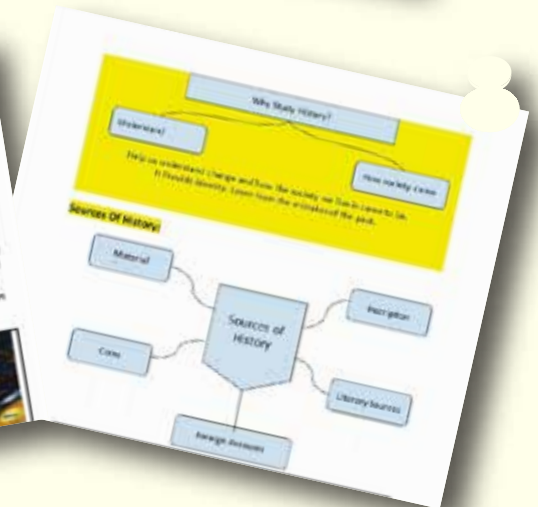 Why Study History?
Understand
How society came
Help us understand change and how the society we live in came to be.
It Provide Identity. Learn from the mistakes of the past.
Sources Of History:
Material
Inscription
Sources of
History
Coins
Literary Sources
Foreign Accounts